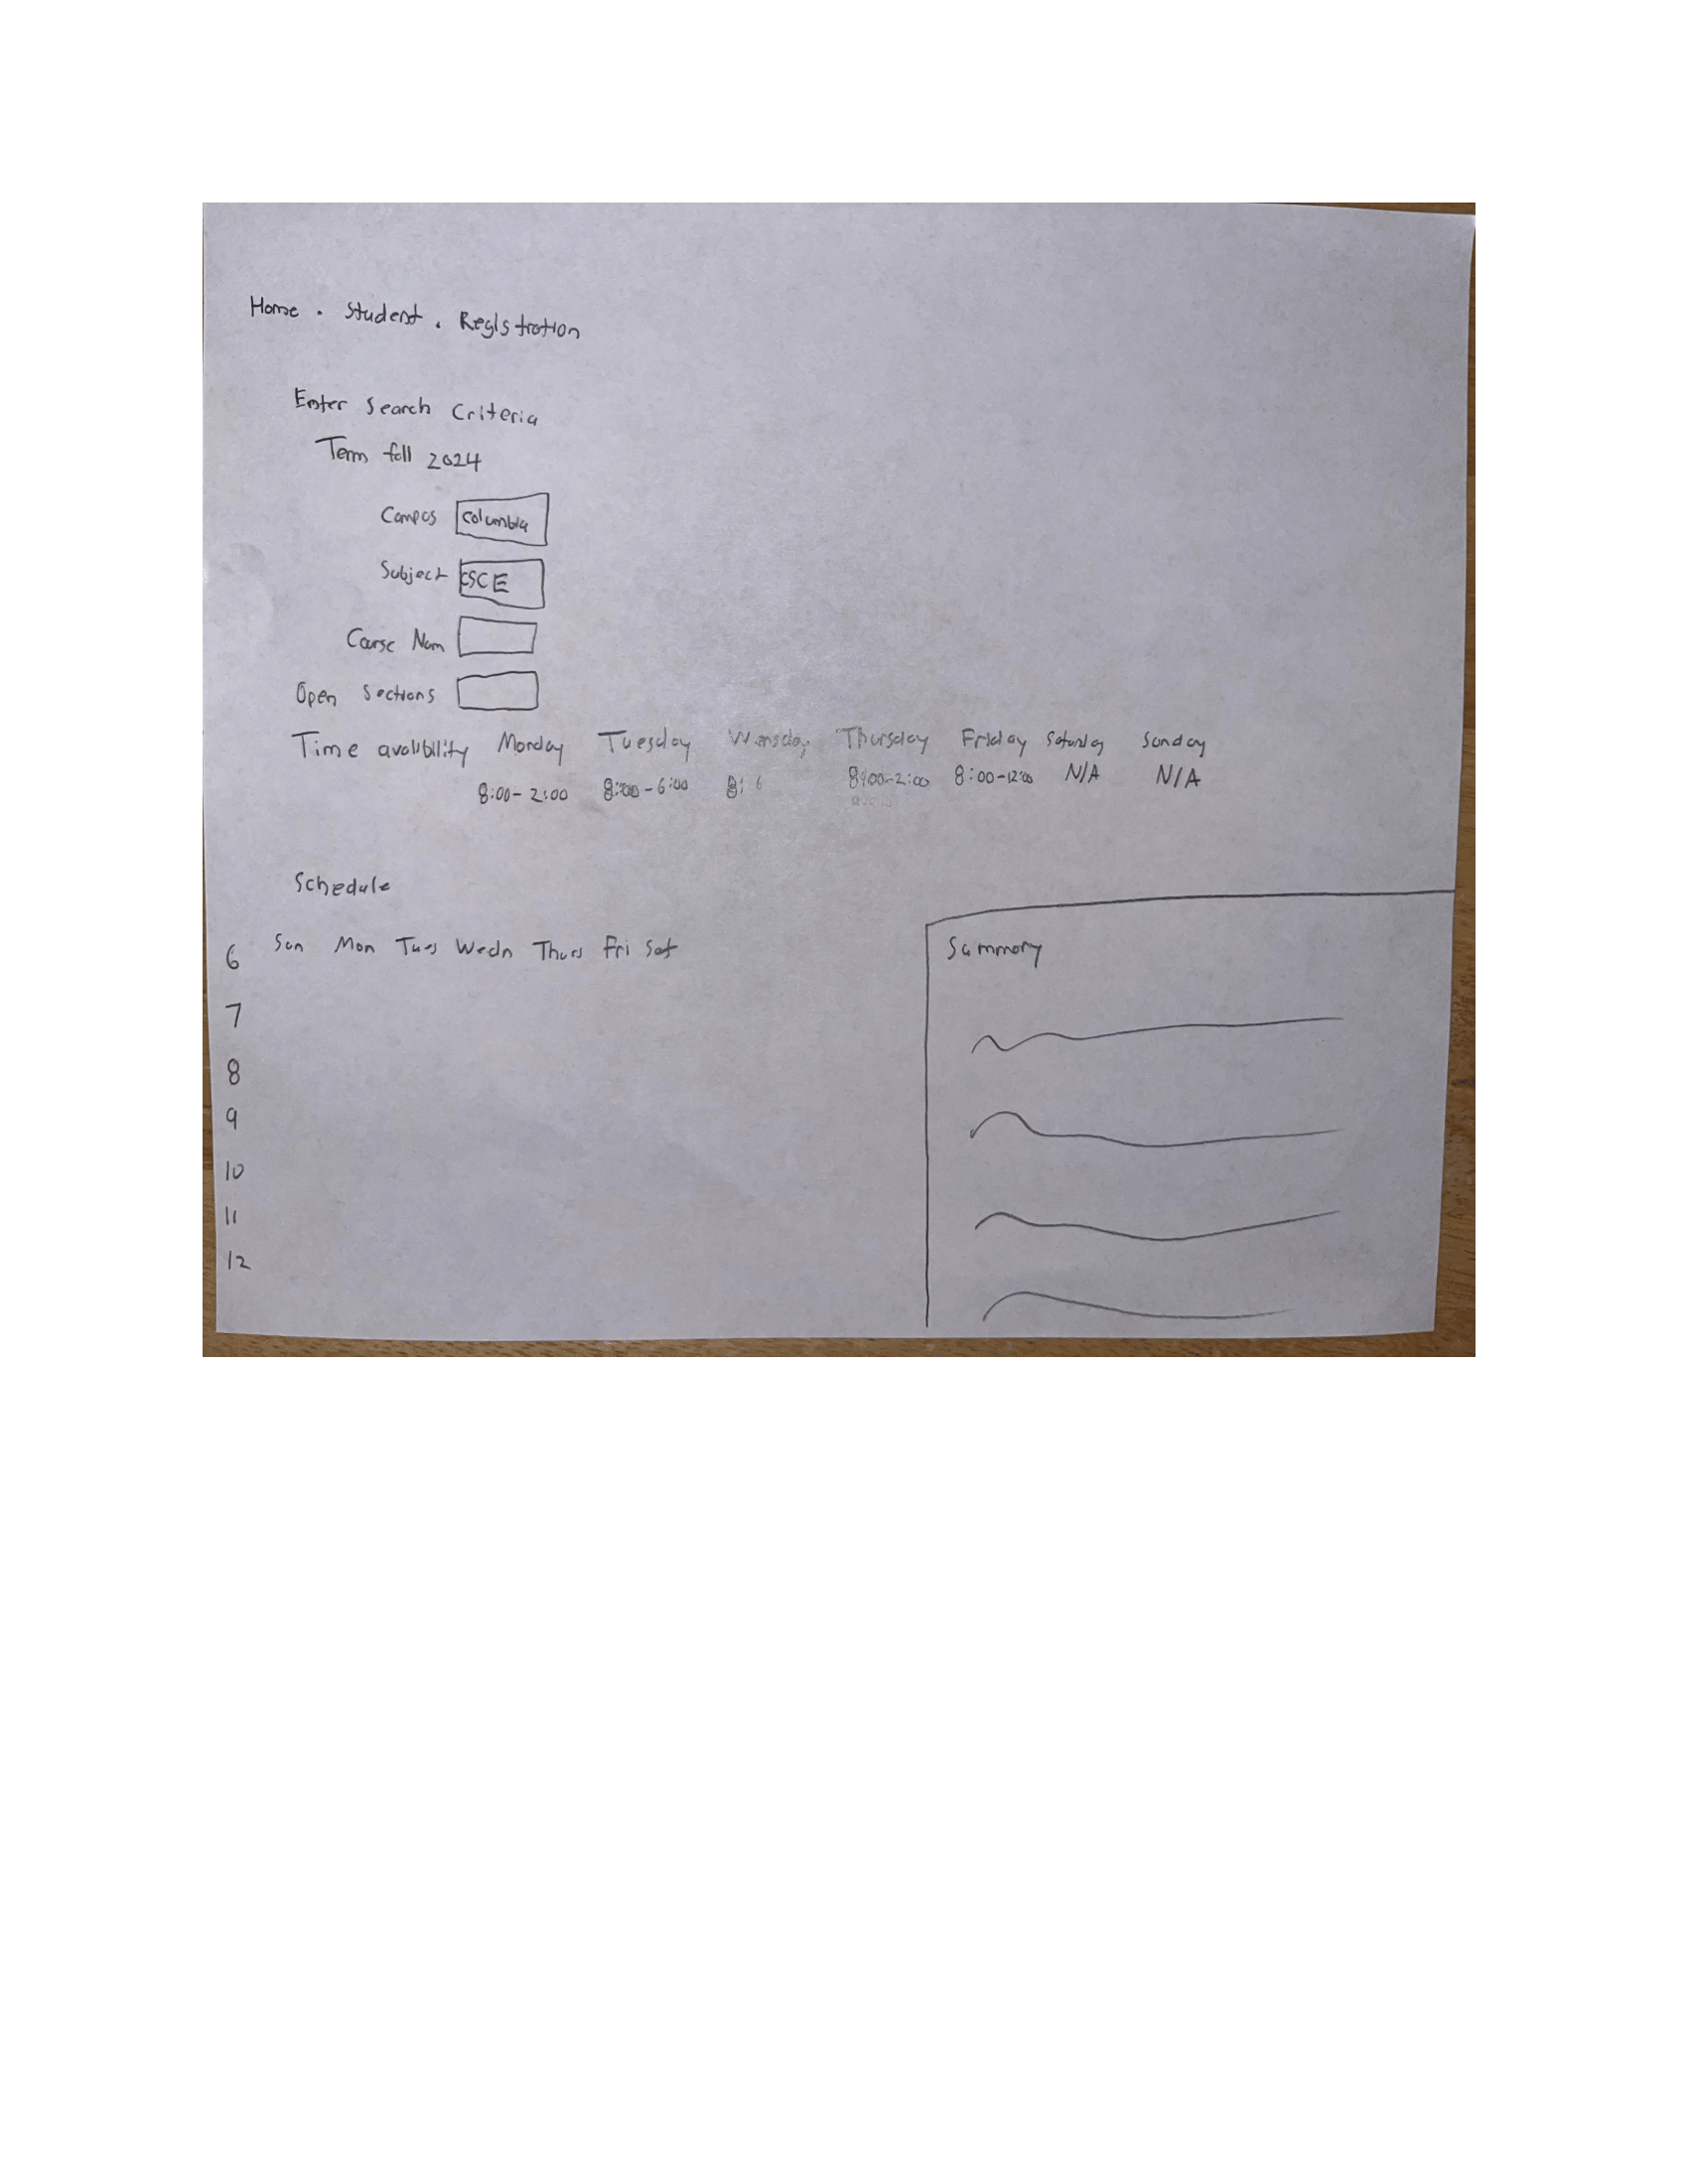 Home . Student . Registration
Enter Search Criteria
Term fall 2024
Campus Columbia
Subject CSCE
Course Num
Open Sections
Time avalibility Monday Tuesday Wensday Thursday Friday Saturday Sunday
8:00-2:00 8:00-6:00 8: 6 8:00-2:00 8:00-12:00 N/A N/A
Schedule
Sun Mon Tues Wedn Thurs Fri Sat
Summary
6
7
8
9
10
11
12